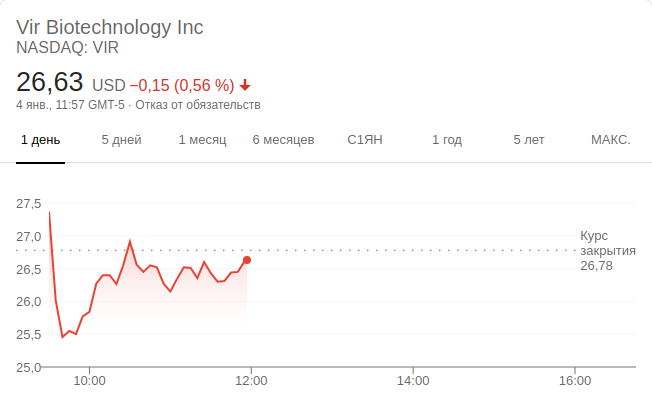 Vir Biotechnology Inc
NASDAQ: VIR
26,63 USD −0,15 (0,56 %)
4 янв., 11:57 GMT-5 · Отказ от обязательств
1 день 5 дней 1 месяц 6 месяцев С1ЯН 1 год 5 лет МАКС.
27,5
27,0
Курс
закрытия
26,78
26,5
26,0
25,5
25,0
10:00 12:00 14:00 16:00